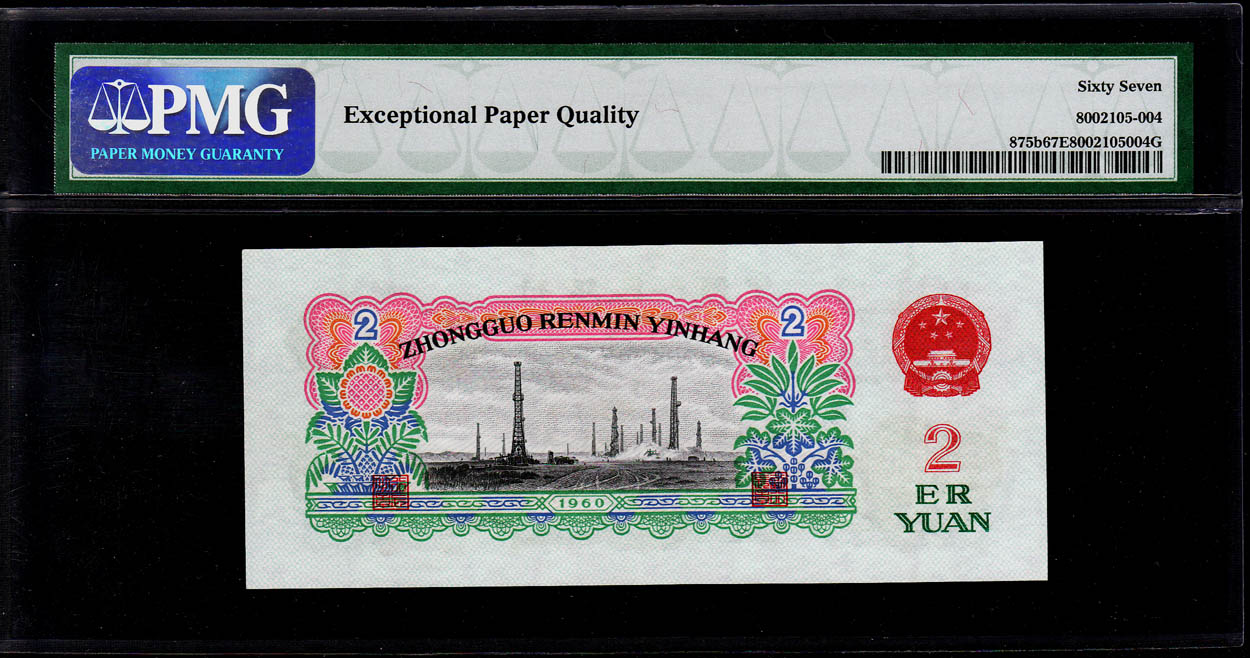 PMG
PAPER MONEY GUARANTY
Exceptional Paper Quality
Sixty Seven
8002105-004
875b67E8002105004G
2
2
ZHONGGUO RENMIN YINHANG
1960
2
ER
YUAN